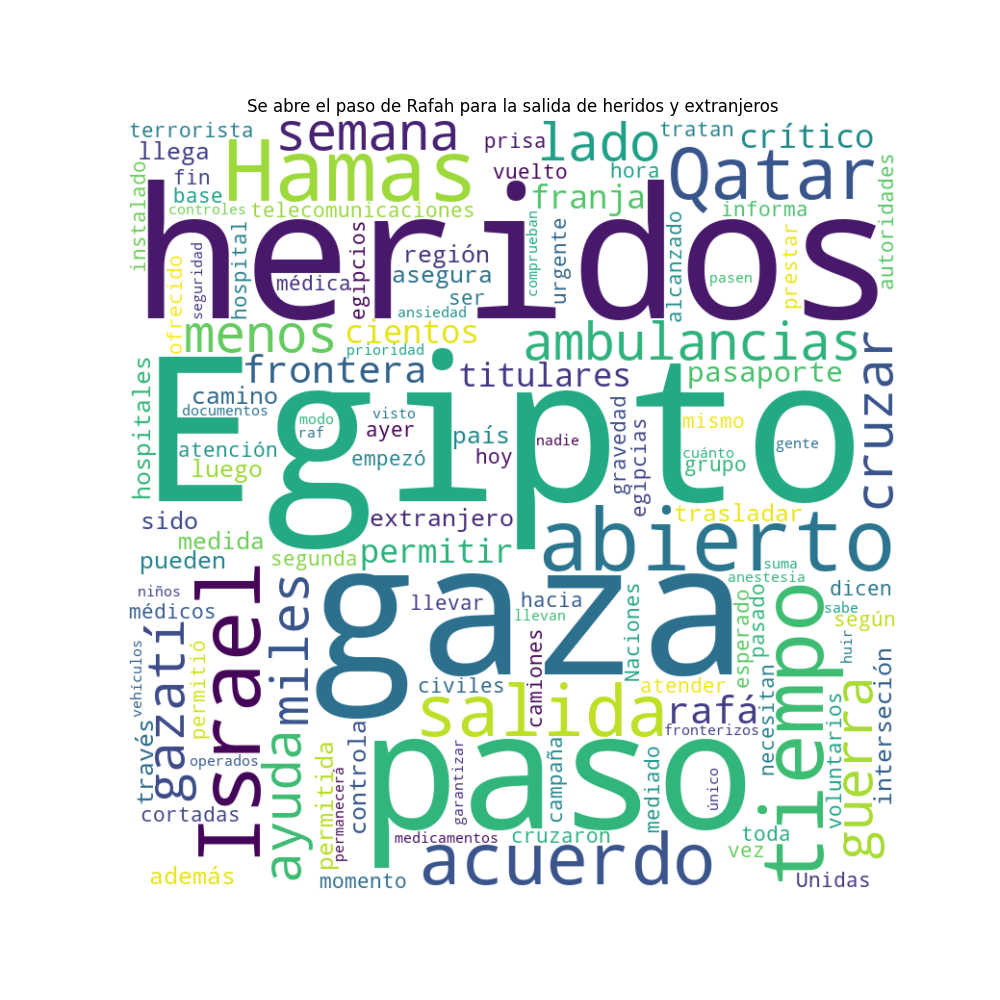 Se abre el paso de Rafah para la salida de heridos y extranjeros
terrorista
semana
prisa
lado
tratan
crítico
llega
Hamas
vuelto
hora
Qatar
fin
base
franja
instalado
controles
telecomunicaciones
informa
autoridades
heridos
seguridad
hospital
médica
egipcios
región
asegura
ser
comprueban
urgente
alcanzado
pasen
prestar
ofrecido
ansiedad
menos
cientos
prioridad
ambulancias
cruzar
frontera
titulares
pasaporte
hospitales
camino
documentos
Egipto
modo
raf
visto
ayer
país
nadie
gravedad
egipcias
mismo
cuánto
grupo
gente
atención
luego
empezó
hoy
sido
extranjero
trasladar
medida
pueden
segunda
permitir
abierto
niños
médicos
Israel
miles
gaza
llevar
hacia
llevan
Naciones
suma
anestesia
dicen
sabe
según
esperado
pasado
tiempo
huir
vehículos
gazatí
permitió
civiles
camiones
salida
atender
rafá
fronterizos
necesitan
voluntarios
guerra
interseción
través
operados
ayuda
cortadas
permitida
permanecerá
controla
paso
garantizar
campaña
mediado
único
medicamentos
cruzaron
toda
vez
además
momento
acuerdo
Unidas